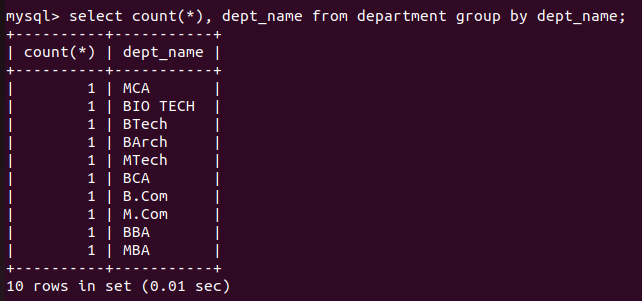 mysql> select count(*), dept_name from department group by dept_name;
+----------+-----------+
| count(*) | dept_name |
+----------+-----------+
|        1 | MCA       |
|        1 | BIO TECH  |
|        1 | BTech     |
|        1 | BArch     |
|        1 | MTech     |
|        1 | BCA       |
|        1 | B.Com     |
|        1 | M.Com     |
|        1 | BBA       |
|        1 | MBA       |
+----------+-----------+
10 rows in set (0.01 sec)